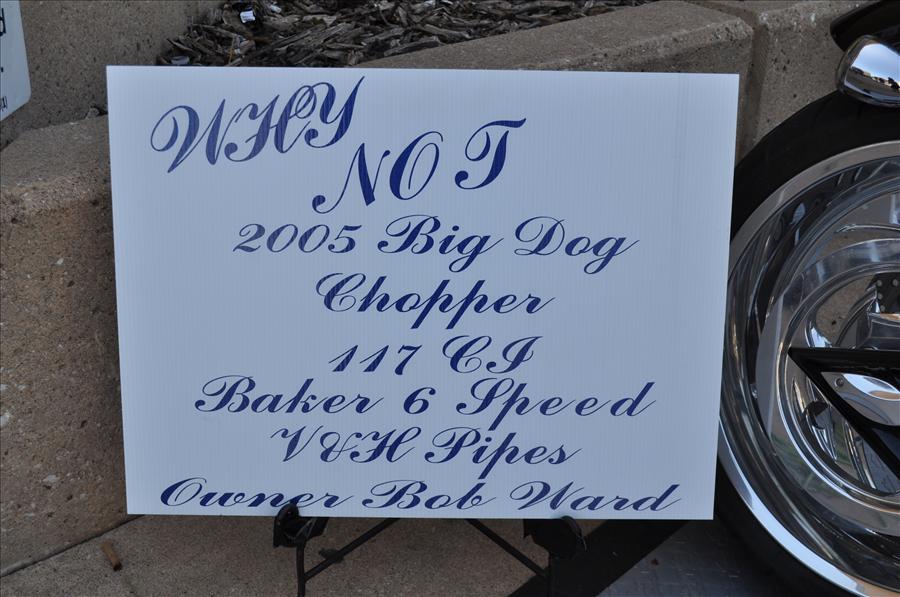 WHY
NOT
2005 Big Dog
Chopper
117 CI
Baker 6 Speed
V&H Pipes
Owner Bob Ward